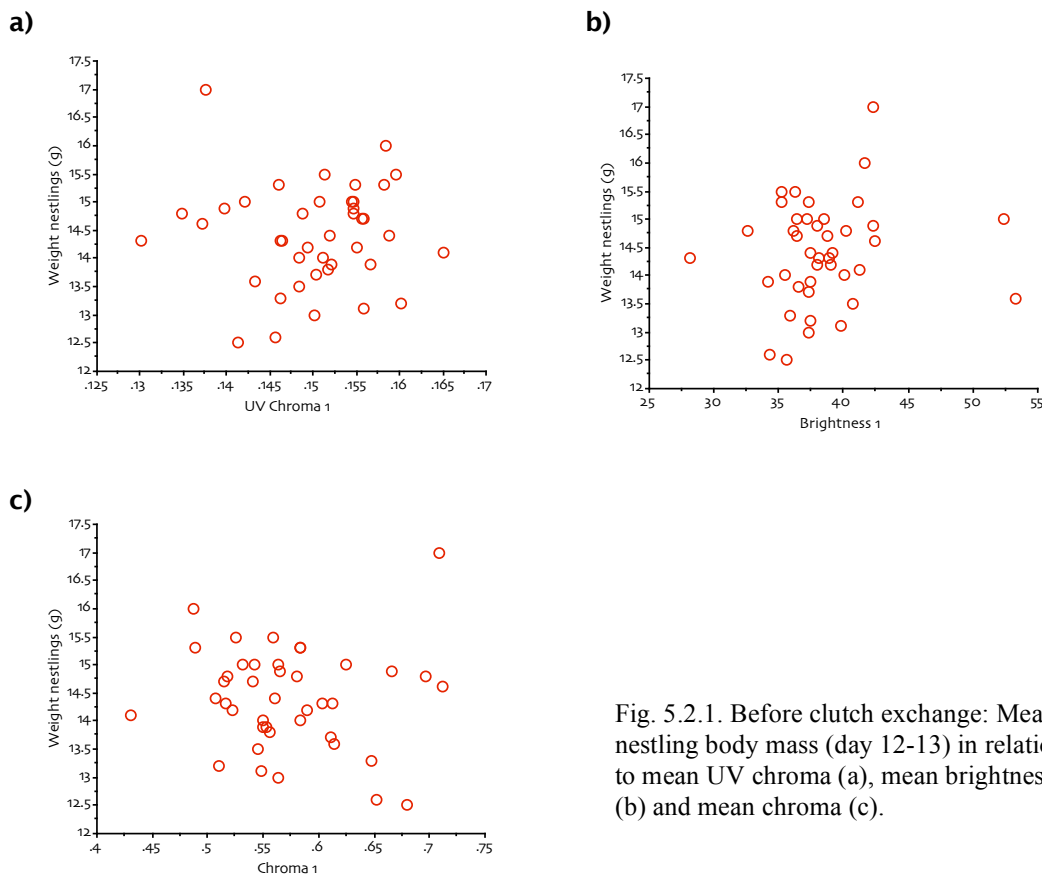 a)
17.5
17
16.5
16
15.5
15
14.5
14
13.5
13
12.5
12
Weight nestlings (g)
.125 .13 .135 .14 .145 .15 .155 .16 .165 .17
UV Chroma 1
b)
17.5
17
16.5
16
15.5
15
14.5
14
13.5
13
12.5
12
Weight nestlings (g)
25 30 35 40 45 50 55
Brightness 1
c)
17.5
17
16.5
16
15.5
15
14.5
14
13.5
13
12.5
12
Weight nestlings (g)
.4 .45 .5 .55 .6 .65 .7 .75
Chroma 1
Fig. 5.2.1. Before clutch exchange: Mea
nestling body mass (day 12-13) in relatio
to mean UV chroma (a), mean brightnes
(b) and mean chroma (c).